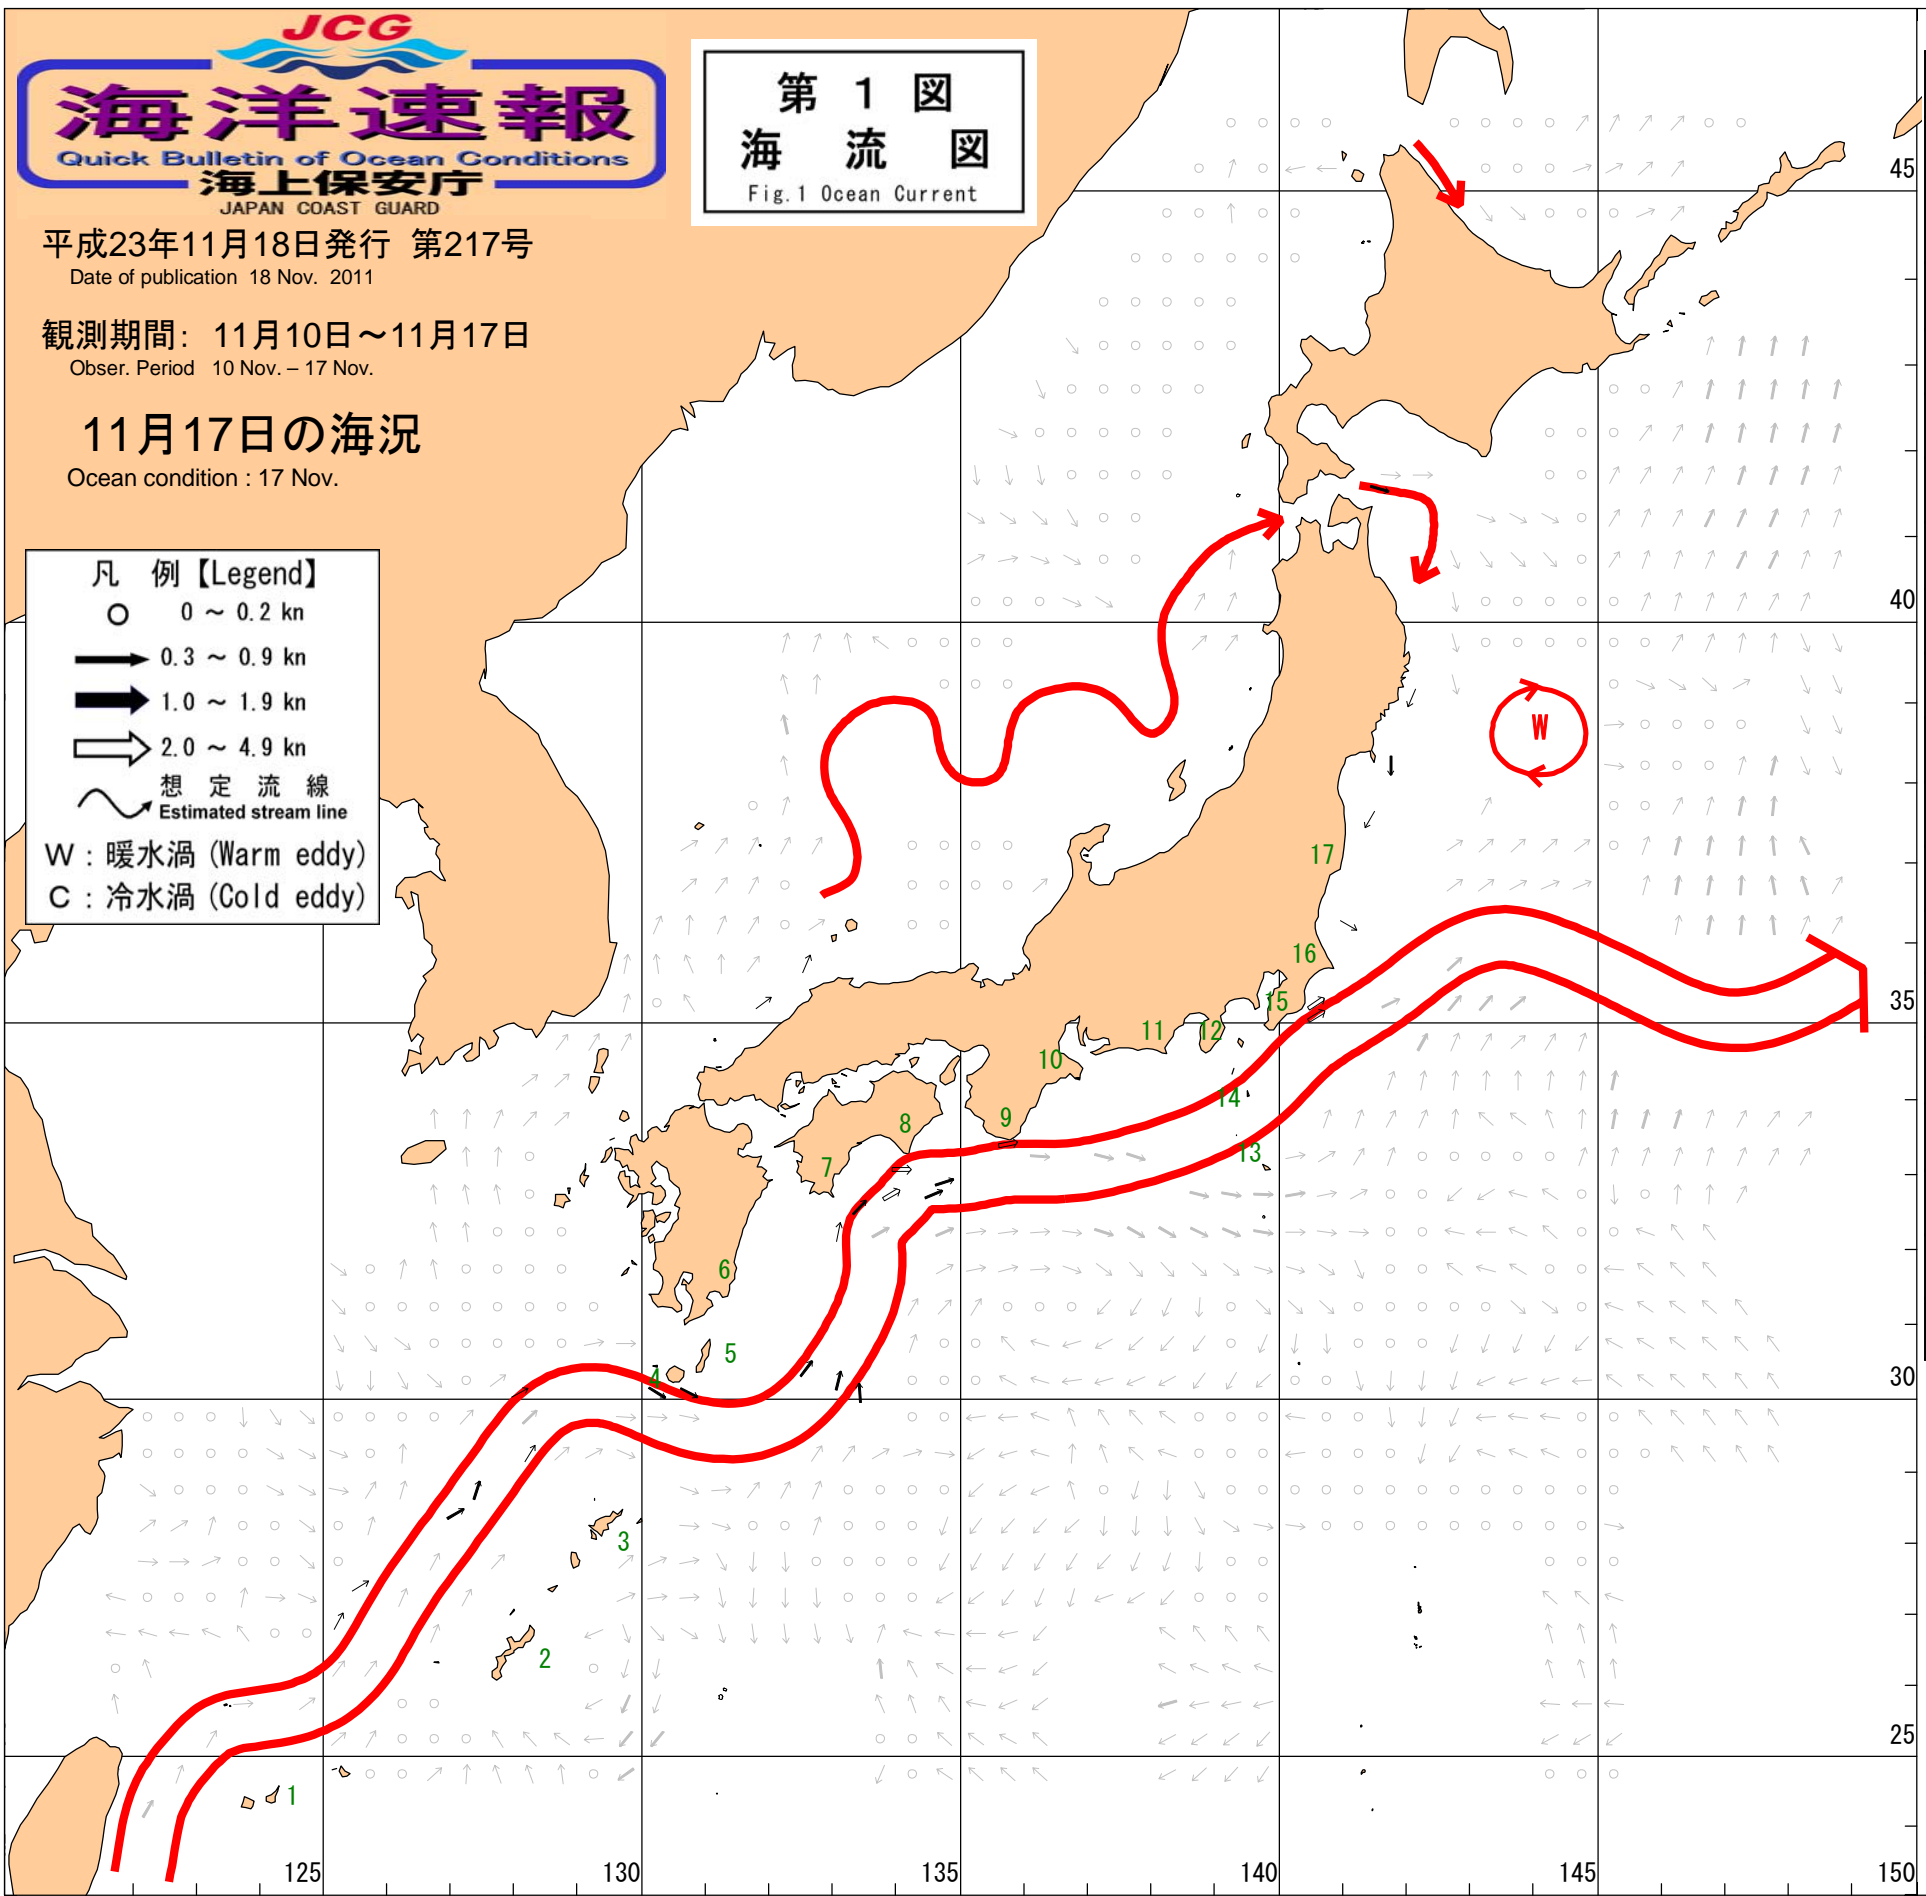 JCG
海洋速報
Quick Bulletin of Ocean Conditions
海上保安庁
JAPAN COAST GUARD
第 1 図
海 流 図
Fig.1 Ocean Current
平成23年11月18日発行 第217号
Date of publication 18 Nov. 2011
観測期間: 11月10日～11月17日
Obser. Period 10 Nov. – 17 Nov.
11月17日の海況
Ocean condition : 17 Nov.
凡 例【Legend】
0 ～ 0.2 kn
0.3 ～ 0.9 kn
1.0 ～ 1.9 kn
2.0 ～ 4.9 kn
想 定 流 線
Estimated stream line
W : 暖水渦 (Warm eddy)
C : 冷水渦 (Cold eddy)
45
40
W
17
16
35
15
12
11
10
14
9
8
13
7
6
5
4
30
3
2
25
1
125
130
135
140
145
150